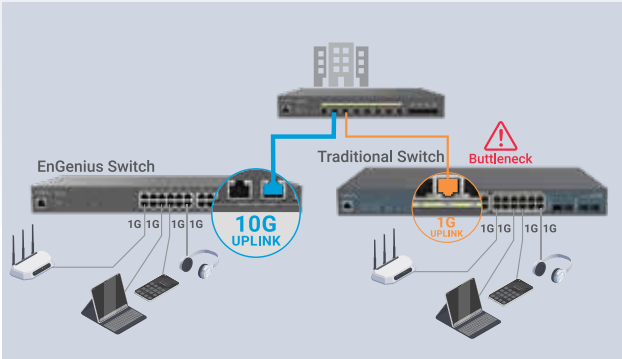 EnGenius Switch
Traditional Switch
Buttleneck
10G
UPLINK
1G
UPLINK
1G 1G 1G 1G
1G 1G 1G 1G